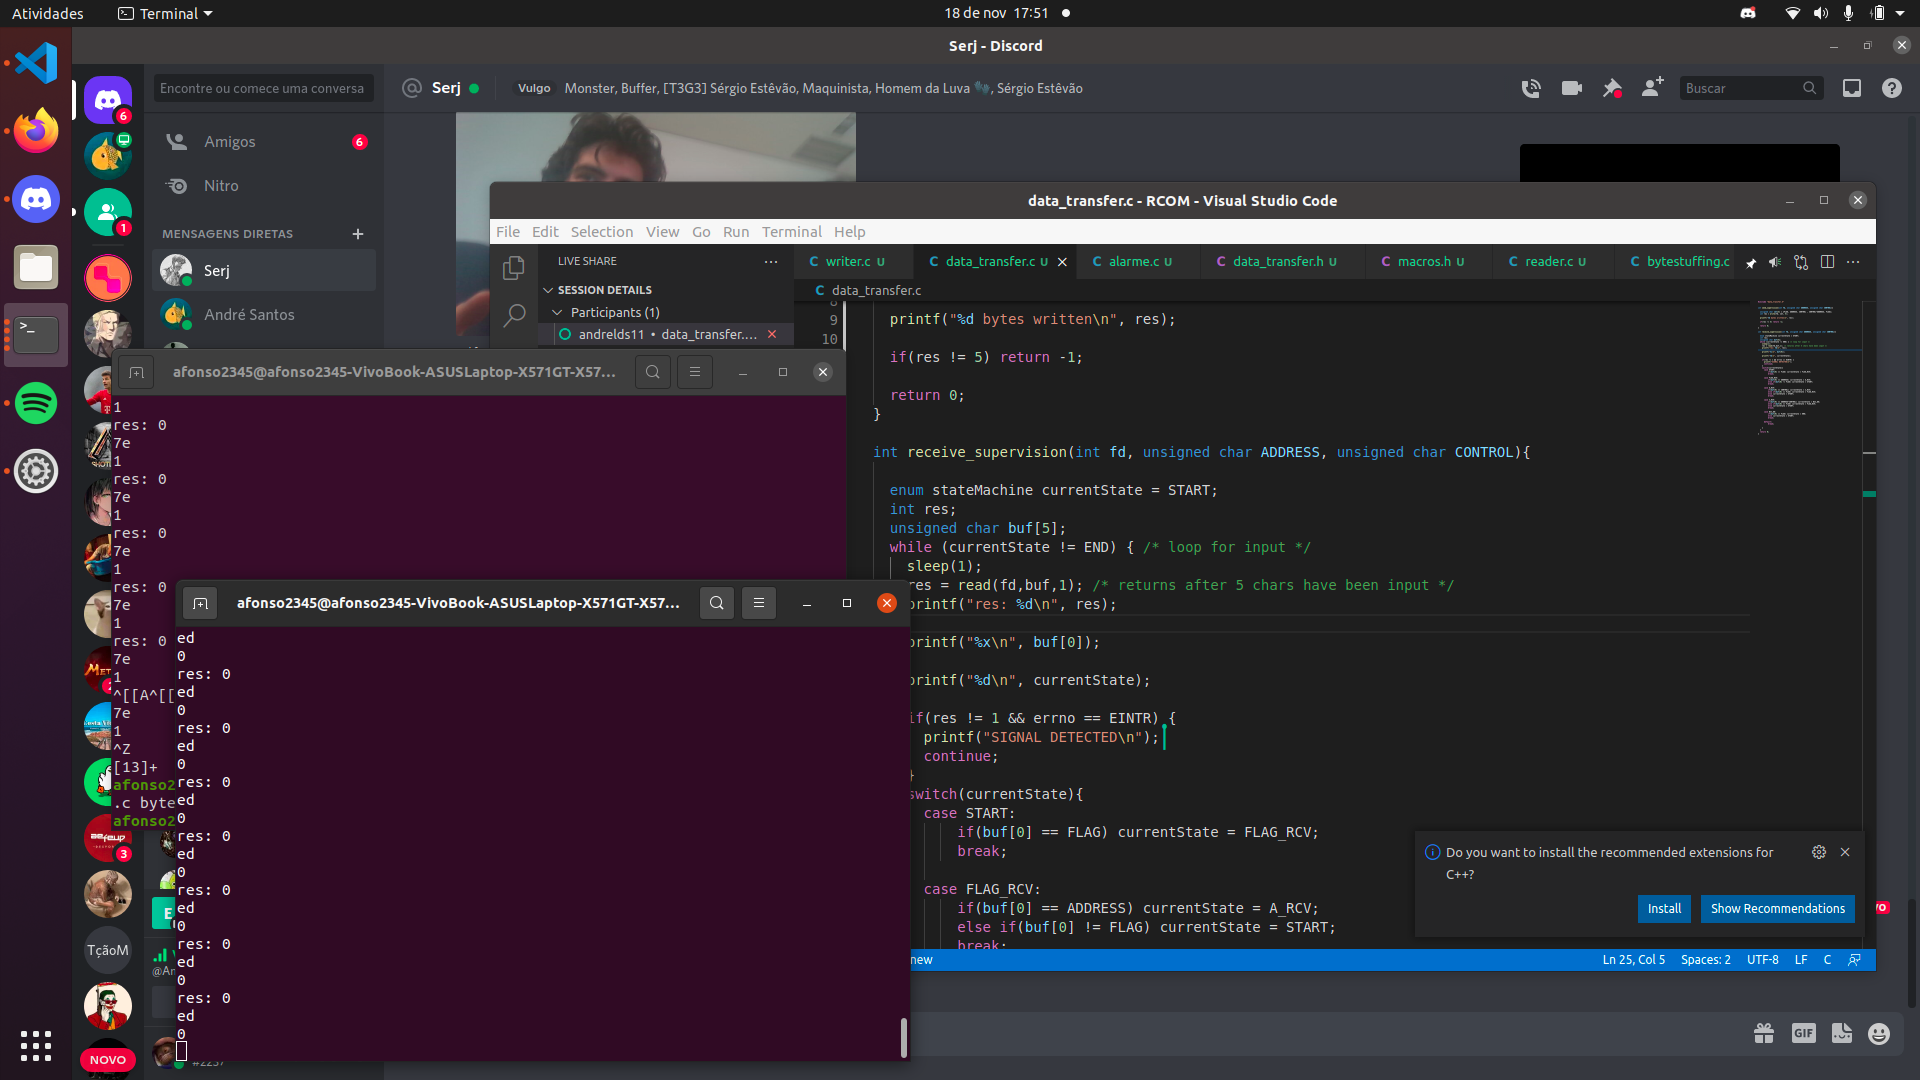 Atividades
Terminal
18 de nov 17:51
Serj - Discord
Encontre ou comece uma conversa
Serj
Vulgo
Monster, Buffer, [T3G3] Sérgio Estêvão, Maquinista, Homem da Luva 🧤, Sérgio Estêvão
Buscar
6
Amigos
6
Nitro
1
MENSAGENS DIRETAS
+
Serj
André Santos
3
TçãoM
NOVO
data_transfer.c - RCOM - Visual Studio Code
File Edit Selection View Go Run Terminal Help
LIVE SHARE
SESSION DETAILS
Participants (1)
andrelds11 • data_transfer....
C writer.c U
C data_transfer.c U
C alarme.c U
C data_transfer.h U
C macros.h U
C reader.c U
C bytestuffing.c
C data_transfer.c
8
9
10
printf("%d bytes written\n", res);
if(res != 5) return -1;
return 0;
}
int receive_supervision(int fd, unsigned char ADDRESS, unsigned char CONTROL){
enum stateMachine currentState = START;
int res;
unsigned char buf[5];
while (currentState != END) { /* loop for input */
sleep(1);
res = read(fd,buf,1); /* returns after 5 chars have been input */
printf("res: %d\n", res);
printf("%x\n", buf[0]);
printf("%d\n", currentState);
if(res != 1 && errno == EINTR) {
printf("SIGNAL DETECTED\n");
continue;
}
switch(currentState){
case START:
if(buf[0] == FLAG) currentState = FLAG_RCV;
break;
case FLAG_RCV:
if(buf[0] == ADDRESS) currentState = A_RCV;
else if(buf[0] != FLAG) currentState = START;
break;
Do you want to install the recommended extensions for
C++?
Install
Show Recommendations
new
Ln 25, Col 5
Spaces: 2
UTF-8
LF
C
GIF
afonso2345@afonso2345-VivoBook-ASUSLaptop-X571GT-X57...
1
res: 0
7e
1
res: 0
7e
1
res: 0
7e
1
res: 0
7e
1
res: 0
7e
1
^[[A^[[
7e
1
^Z
[13]+
afonso2
.c byte
afonso2
afonso2345@afonso2345-VivoBook-ASUSLaptop-X571GT-X57...
ed
0
res: 0
ed
0
res: 0
ed
0
res: 0
ed
0
res: 0
ed
0
res: 0
ed
0
res: 0
ed
0
res: 0
ed
0